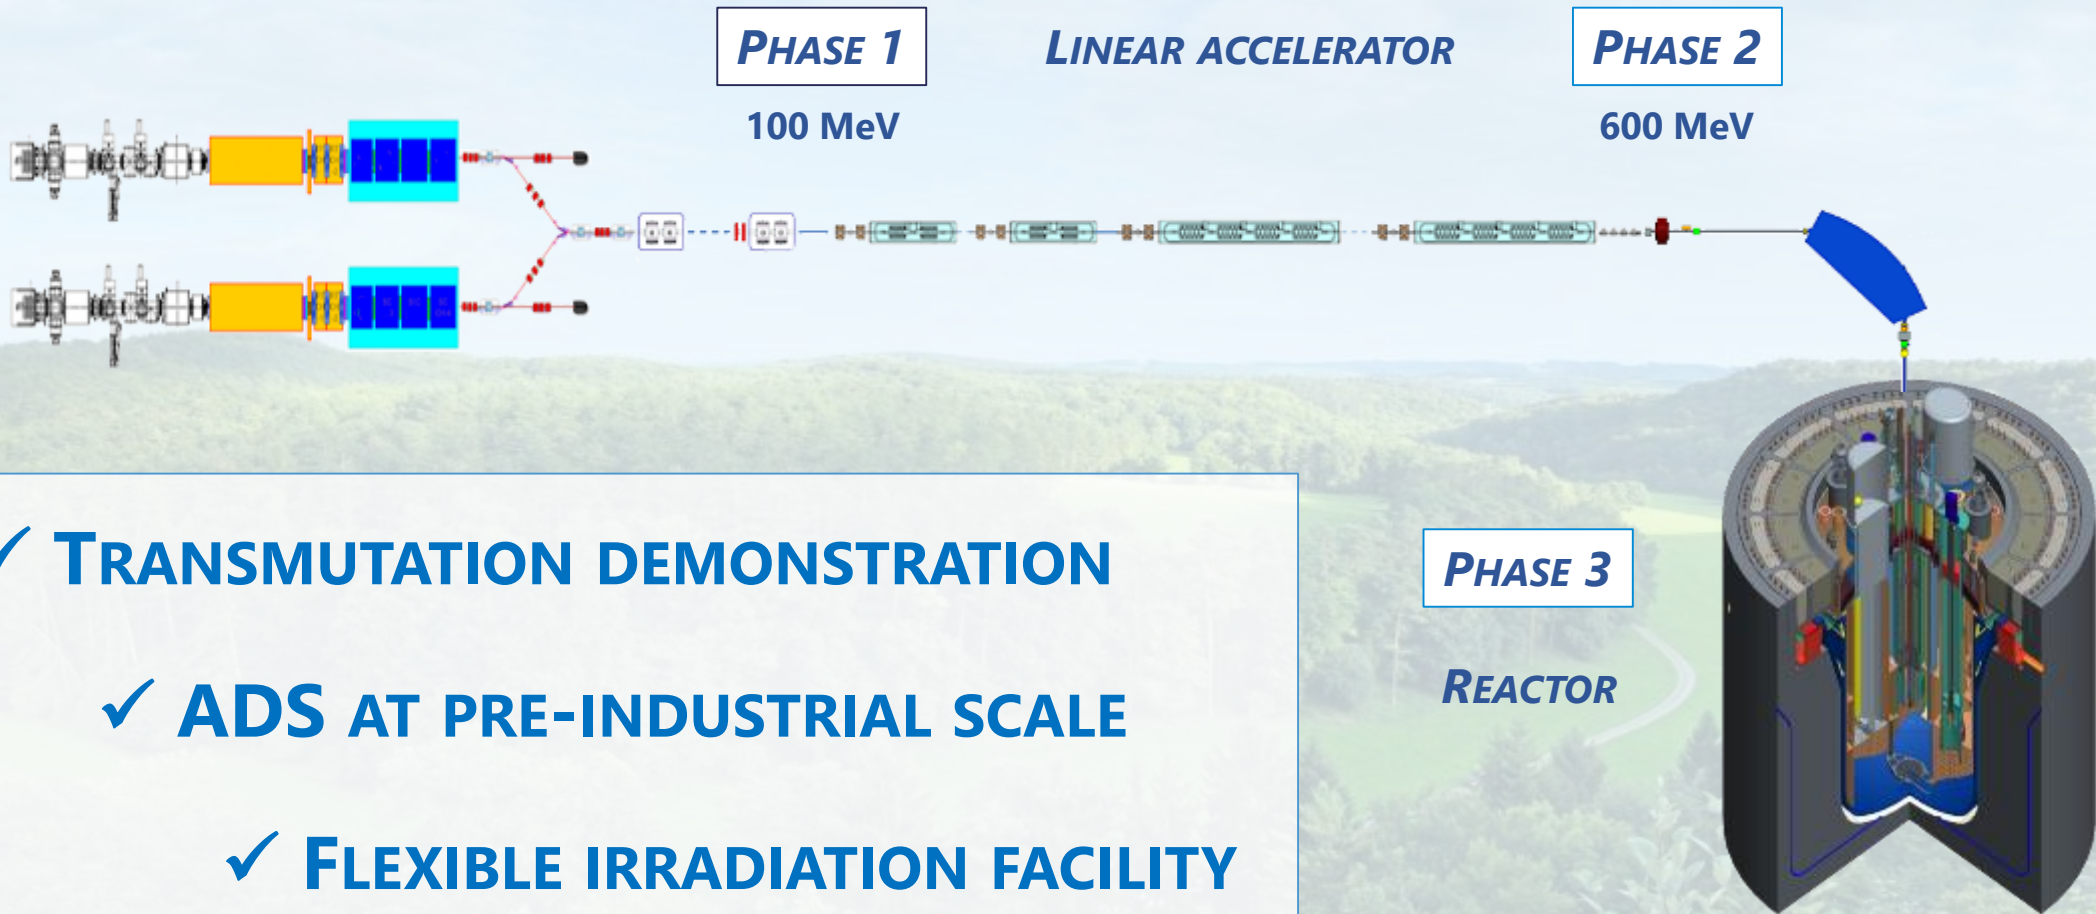 PHASE 1
LINEAR ACCELERATOR
PHASE 2
100 MeV
600 MeV
✓ TRANSMUTATION DEMONSTRATION
✓ ADS AT PRE-INDUSTRIAL SCALE
✓ FLEXIBLE IRRADIATION FACILITY
PHASE 3
REACTOR